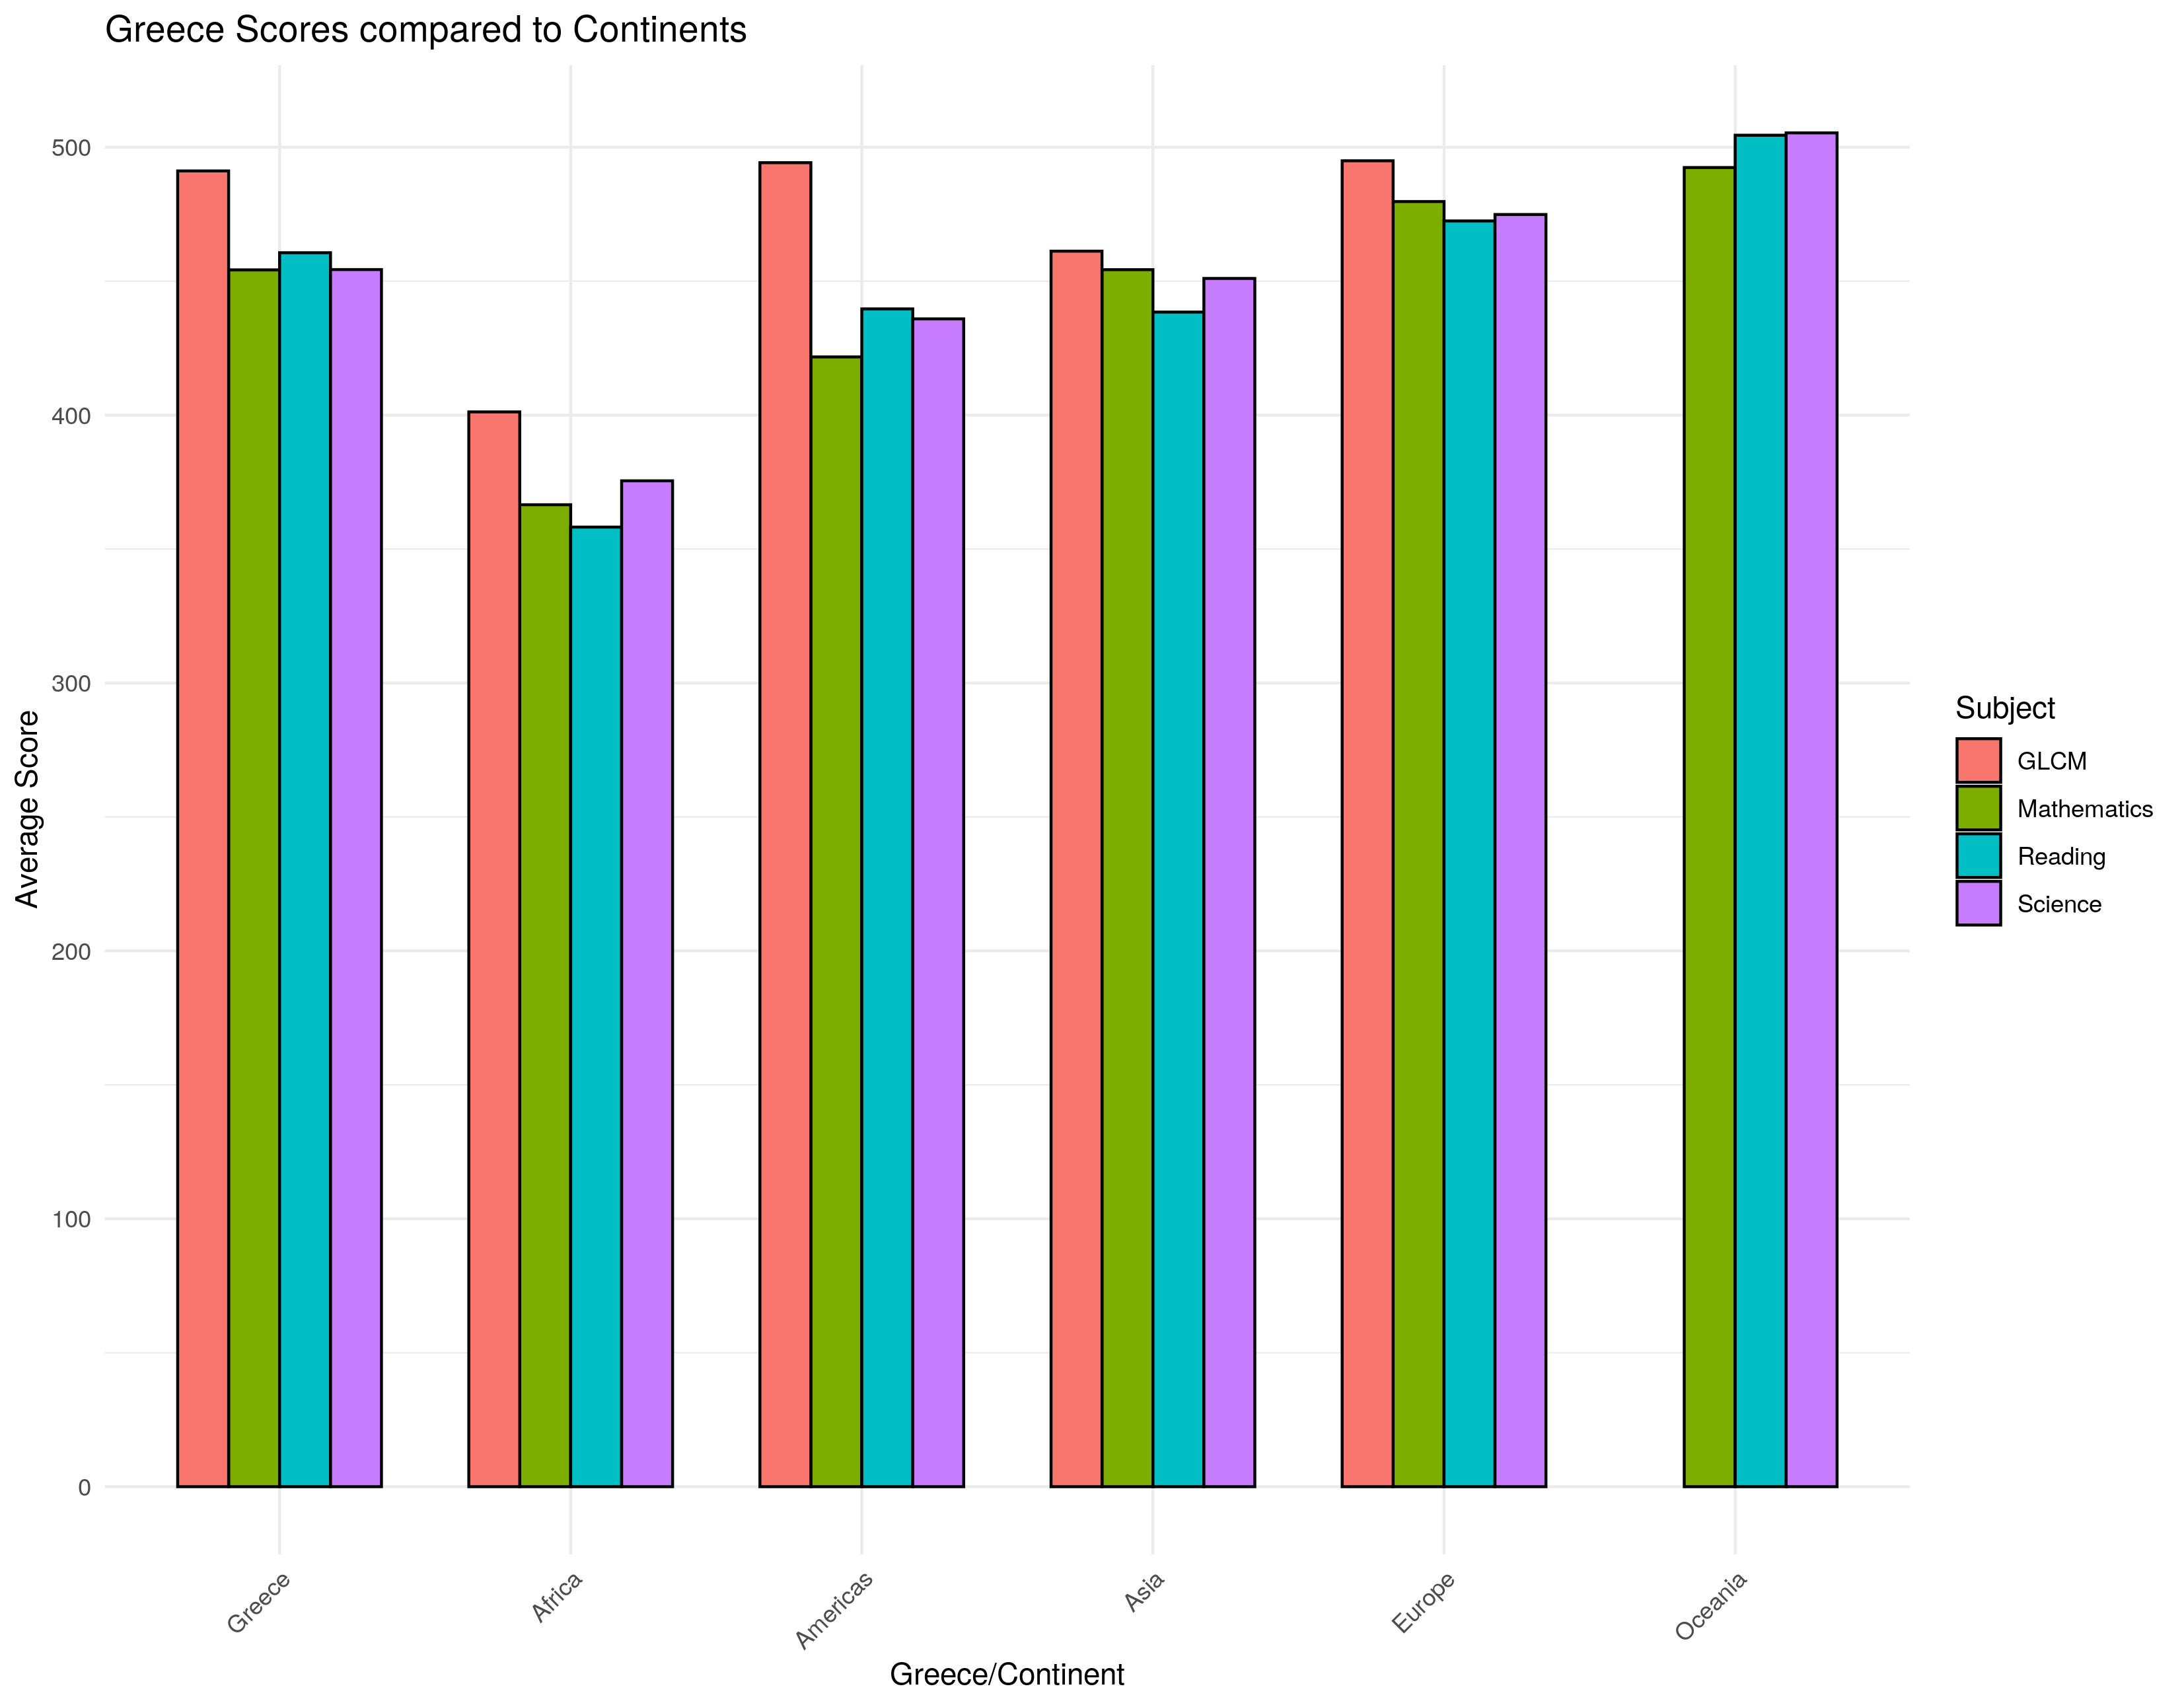 Greece Scores compared to Continents
500
400
300
200
100
0
Average Score
Greece
Africa
Americas
Asia
Europe
Oceania
Greece/Continent
Subject
GLCM
Mathematics
Reading
Science